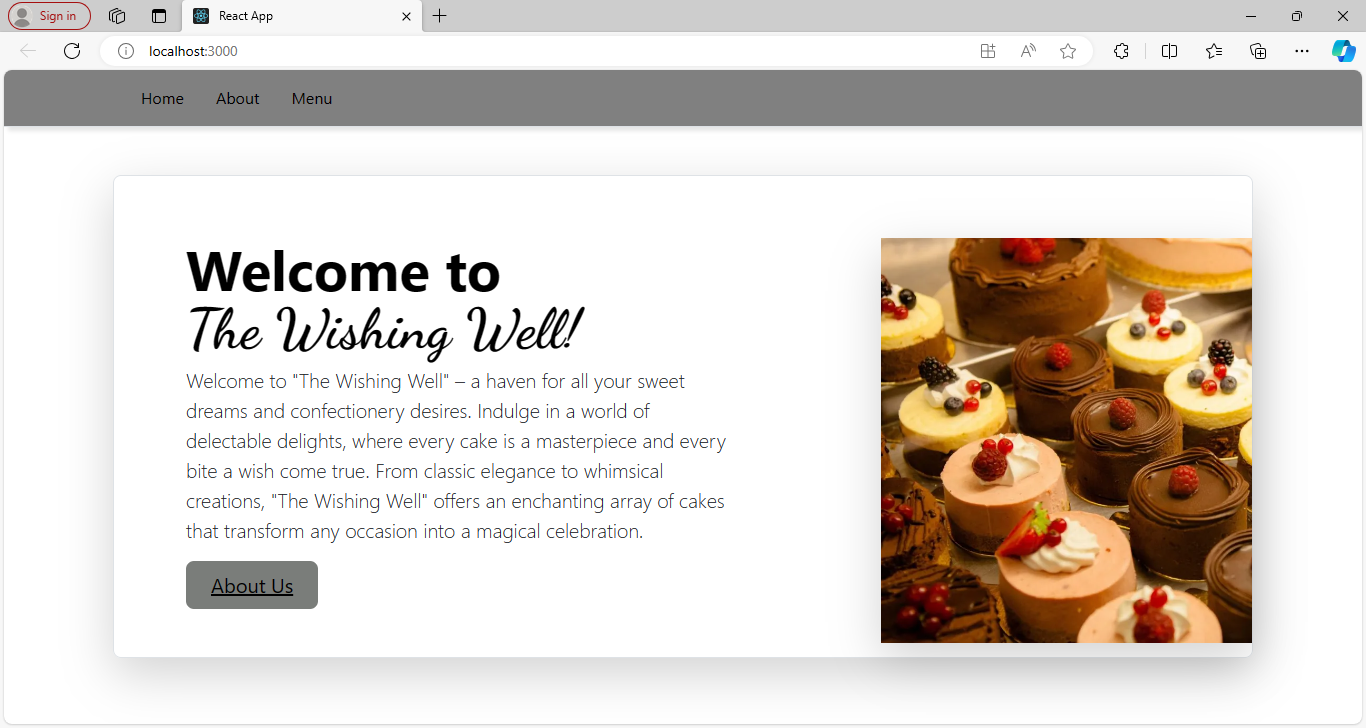 Sign in
React App
localhost:3000
Home About Menu
Welcome to
The Wishing Well!
Welcome to "The Wishing Well" – a haven for all your sweet
dreams and confectionery desires. Indulge in a world of
delectable delights, where every cake is a masterpiece and every
bite a wish come true. From classic elegance to whimsical
creations, "The Wishing Well" offers an enchanting array of cakes
that transform any occasion into a magical celebration.
About Us